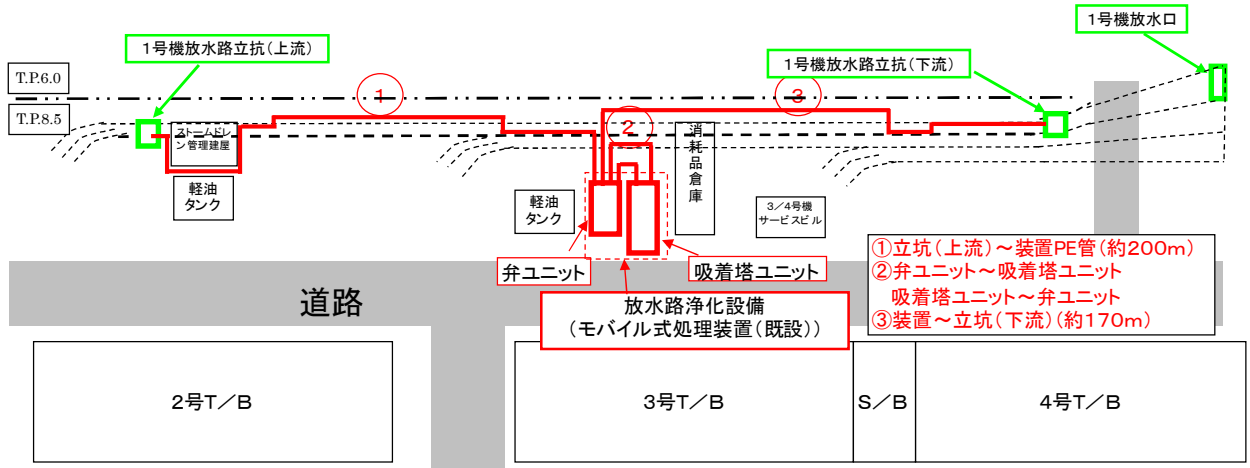 1号機放水口
1号機放水路立坑(上流)
1号機放水路立坑(下流)
T.P.6.0
T.P.8.5
①
③
②
ストームドレ
ン管理建屋
消耗品倉庫
軽油
タンク
軽油
タンク
3/4号機
サービスビル
弁ユニット
吸着塔ユニット
①立坑(上流)~装置PE管(約200m)
②弁ユニット~吸着塔ユニット
吸着塔ユニット~弁ユニット
③装置~立坑(下流)(約170m)
道路
放水路浄化設備
(モバイル式処理装置(既設))
2号T/B
3号T/B
S/B
4号T/B